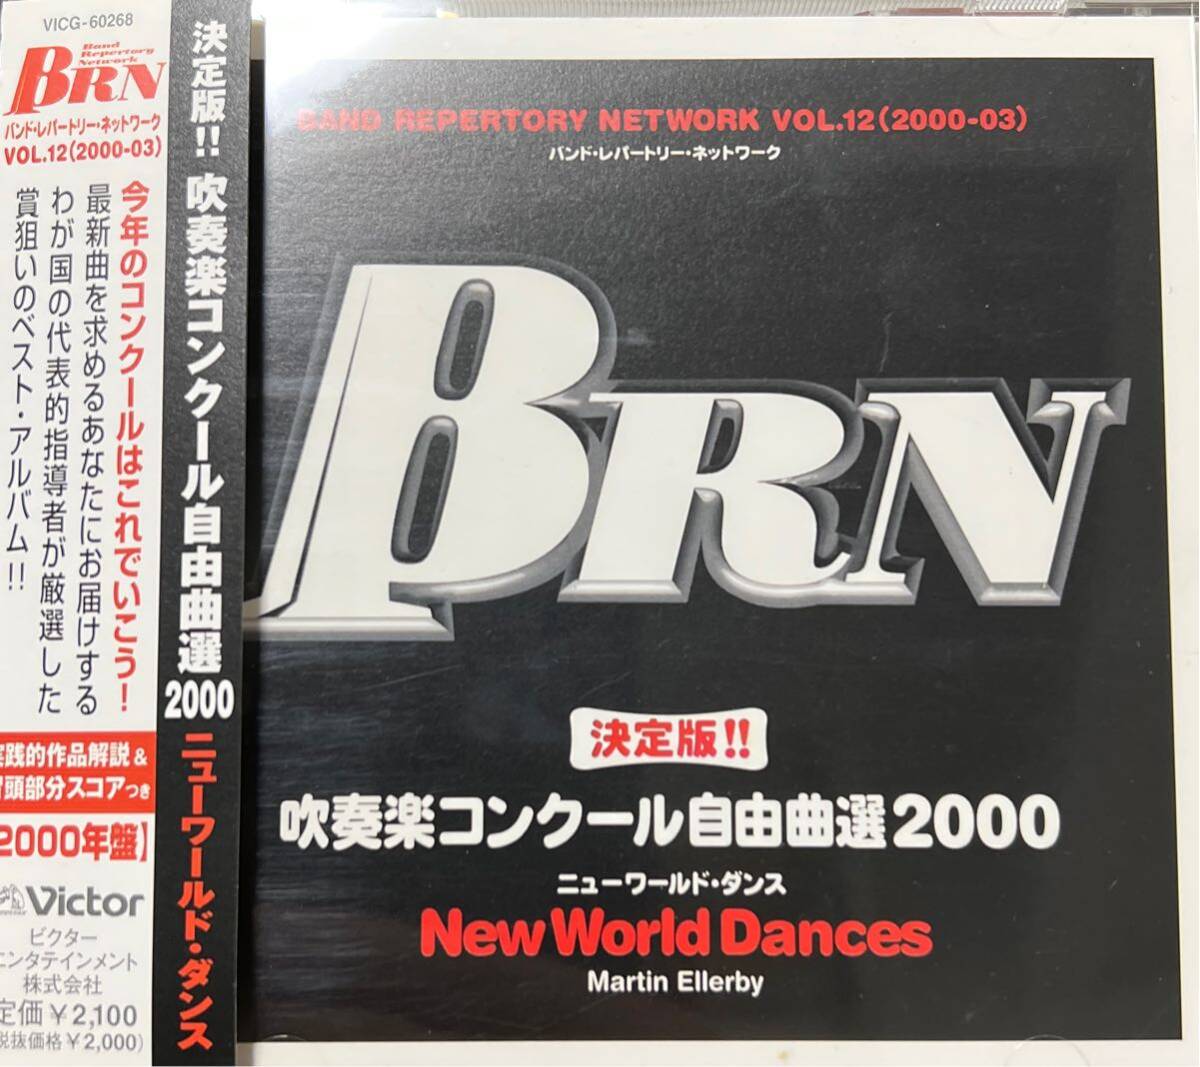 VICG-60268
Band
Repertory
Network
BRN
バンド・レパートリー・ネットワーク
VOL.12(2000-03)
今年のコンクールはこれでいこう!
最新曲を求めるあなたにお届けする
わが国の代表的指導者が厳選した
賞狙いのベスト・アルバム!!
実践的作品解説&
冒頭部分スコアつき
2000年盤】
Victor
ビクター
エンタテインメント
株式会社
定価￥2,100
税抜価格￥2,000)
決定版!! 吹奏楽コンクール自由曲選2000 ニューワールド・ダンス
BAND REPERTORY NETWORK VOL.12(2000-03)
バンド・レパートリー・ネットワーク
BRN
決定版!!
吹奏楽コンクール自由曲選2000
ニューワールド・ダンス
New World Dances
Martin Ellerby